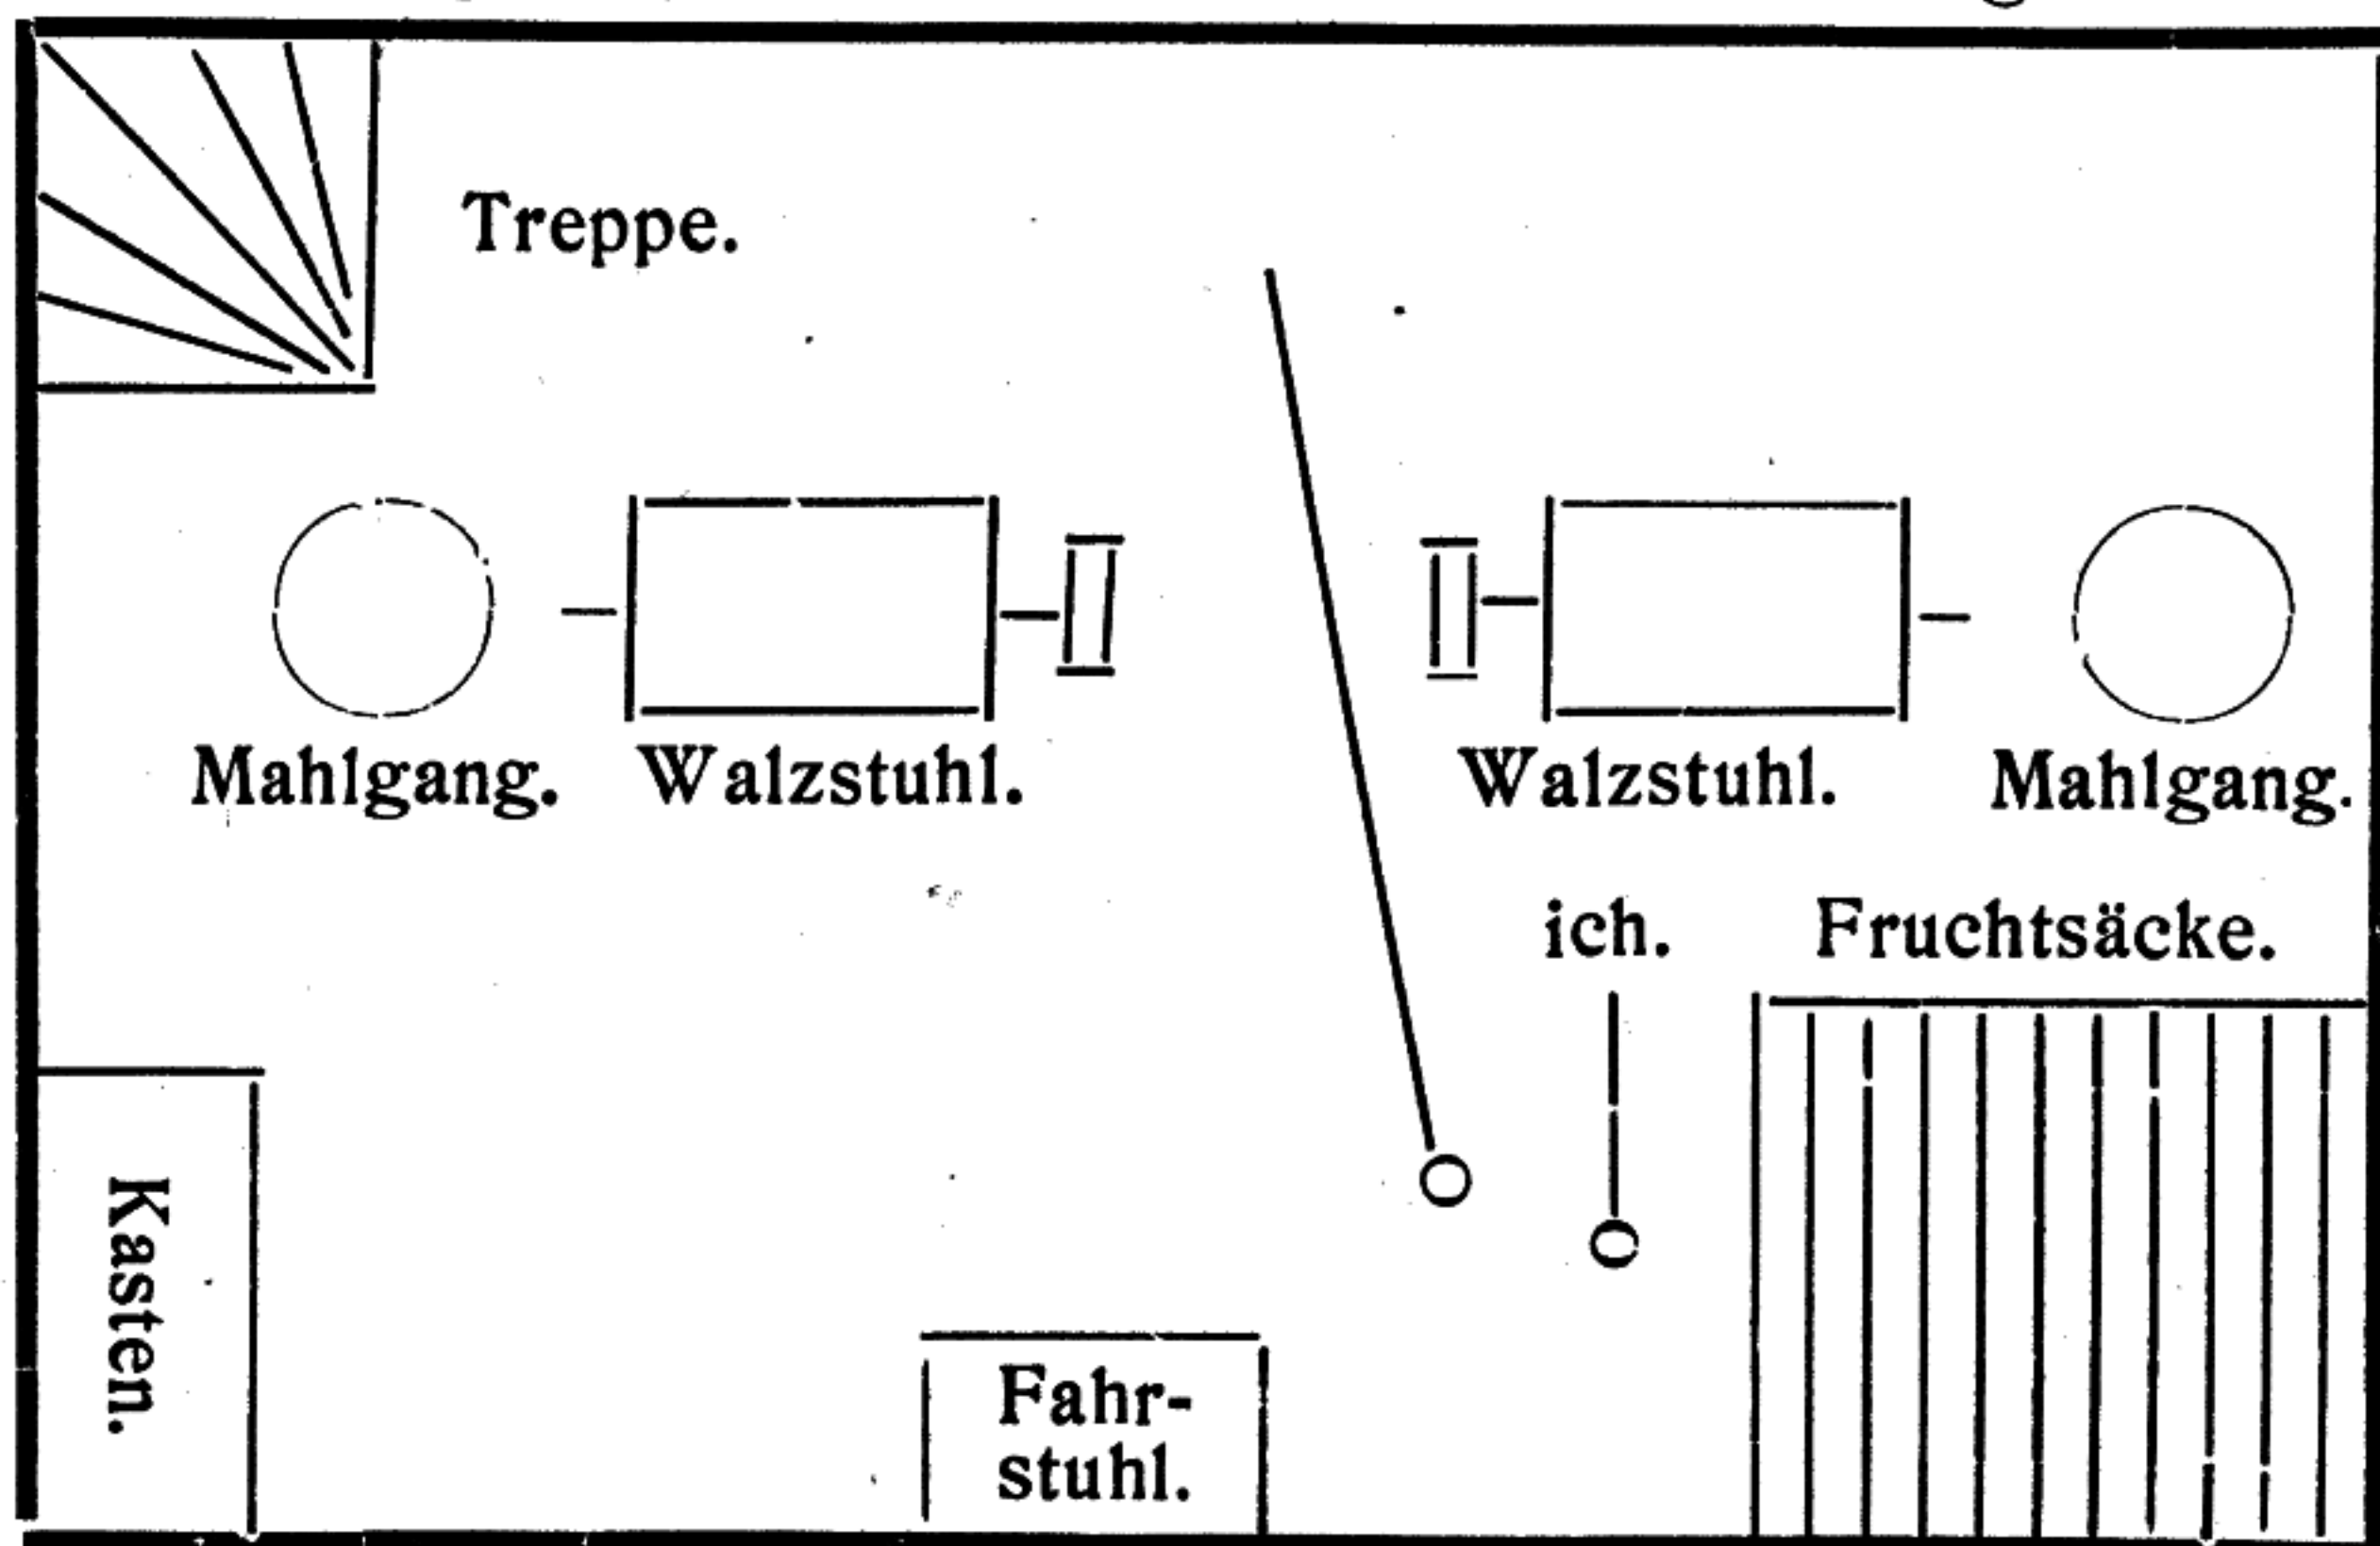 Treppe.
Mahlgang. Walzstuhl. Walzstuhl. Mahlgang.
ich. Fruchtsäcke.
Kasten.
Fahr-
stuhl.